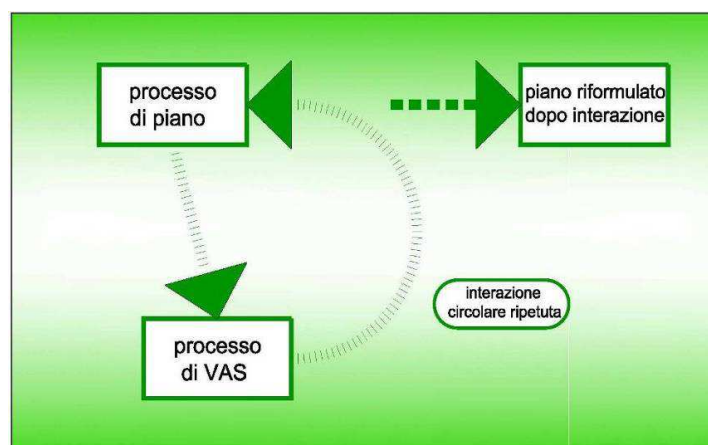 processo
di piano
piano riformulato
dopo interazione
interazione
circolare ripetuta
processo
di VAS